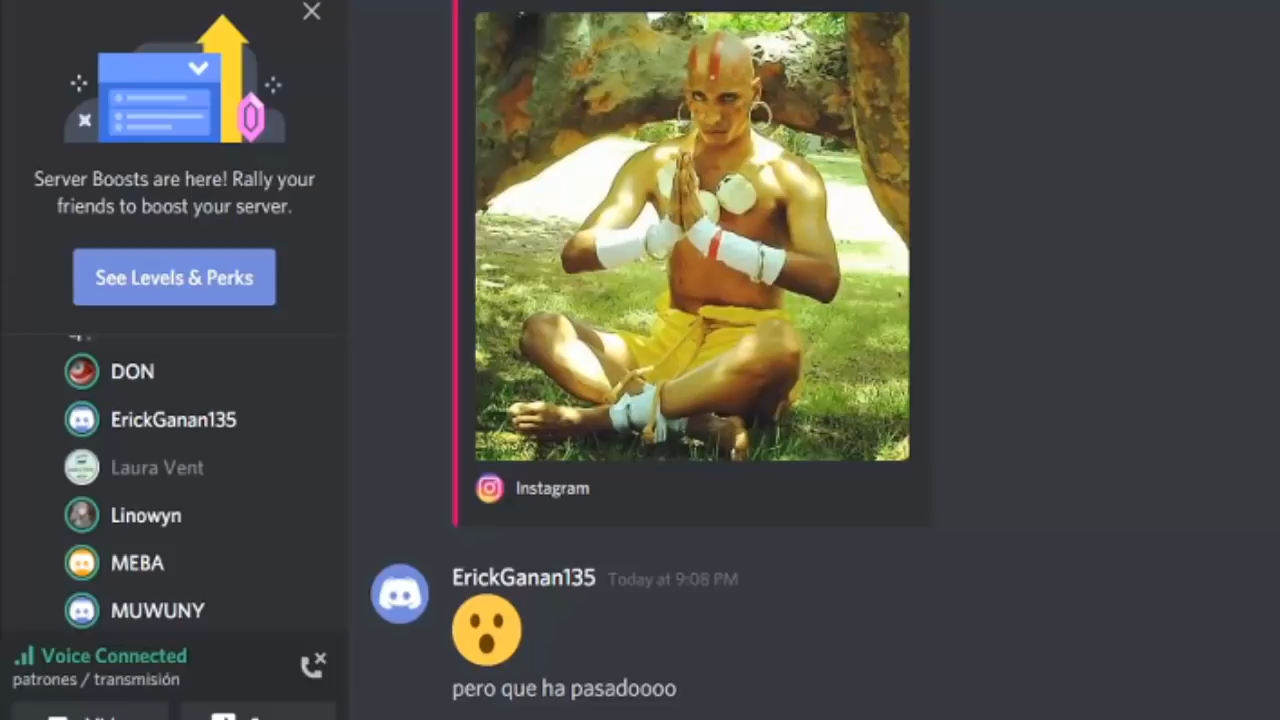 Server Boosts are here! Rally your
friends to boost your server.
See Levels & Perks
DON
ErickGanan135
Laura Vent
Linowyn
MEBA
MUWUNY
Voice Connected
patrones / transmisión
Instagram
ErickGanan135 Today at 9:08 PM
pero que ha pasadoooo